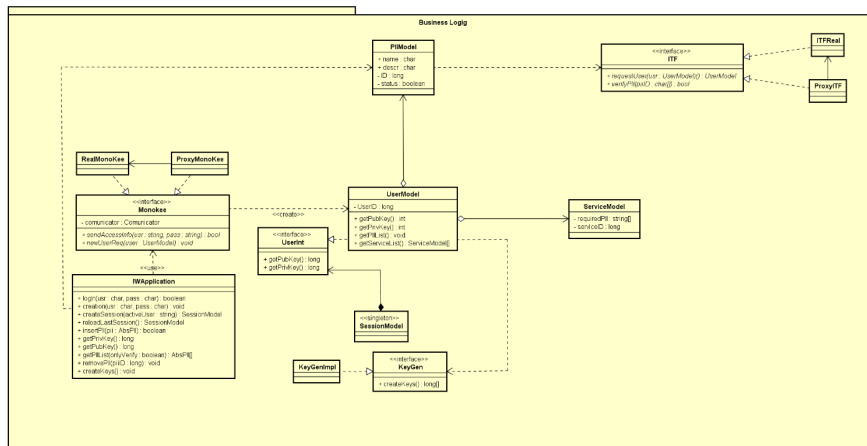 Business Logig
PIIModel
+ name : char
+ descr : char
- ID : long
- status : boolean
<<interface>>
ITF
+ requestUser(usr : UserModel) : UserModel
+ verifyPII(piiID : char[]) : bool
ITFReal
ProxyITF
RealMonoKee
ProxyMonoKee
<<interface>>
Monokee
- comunicator : Comunicator
+ sendAccessInfo(usr : string, pass : string) : bool
+ newUserReq(user : UserModel) : void
<<create>>
UserModel
- UserID : long
+ getPubKey() : int
+ getPrivKey() : int
+ getPIIList() : void
+ getServiceList() : ServiceModel[]
ServiceModel
- requiredPII : string[]
- serviceID : long
<<interface>>
UserInt
+ getPubKey() : long
+ getPrivKey() : long
<<use>>
IWApplication
+ login(usr : char, pass : char) : boolean
+ creation(usr : char, pass : char) : void
+ createSession(activeUser : string) : SessionModel
+ reloadLastSession() : SessionModel
+ insertPII(pii : AbsPII) : boolean
+ getPrivKey() : long
+ getPubKey() : long
+ getPIIList(onlyVerify : boolean) : AbsPII[]
+ removePII(piiID : long) : void
+ createKeys() : void
<<singleton>>
SessionModel
KeyGenImpl
<<interface>>
KeyGen
+ createKeys() : long[]